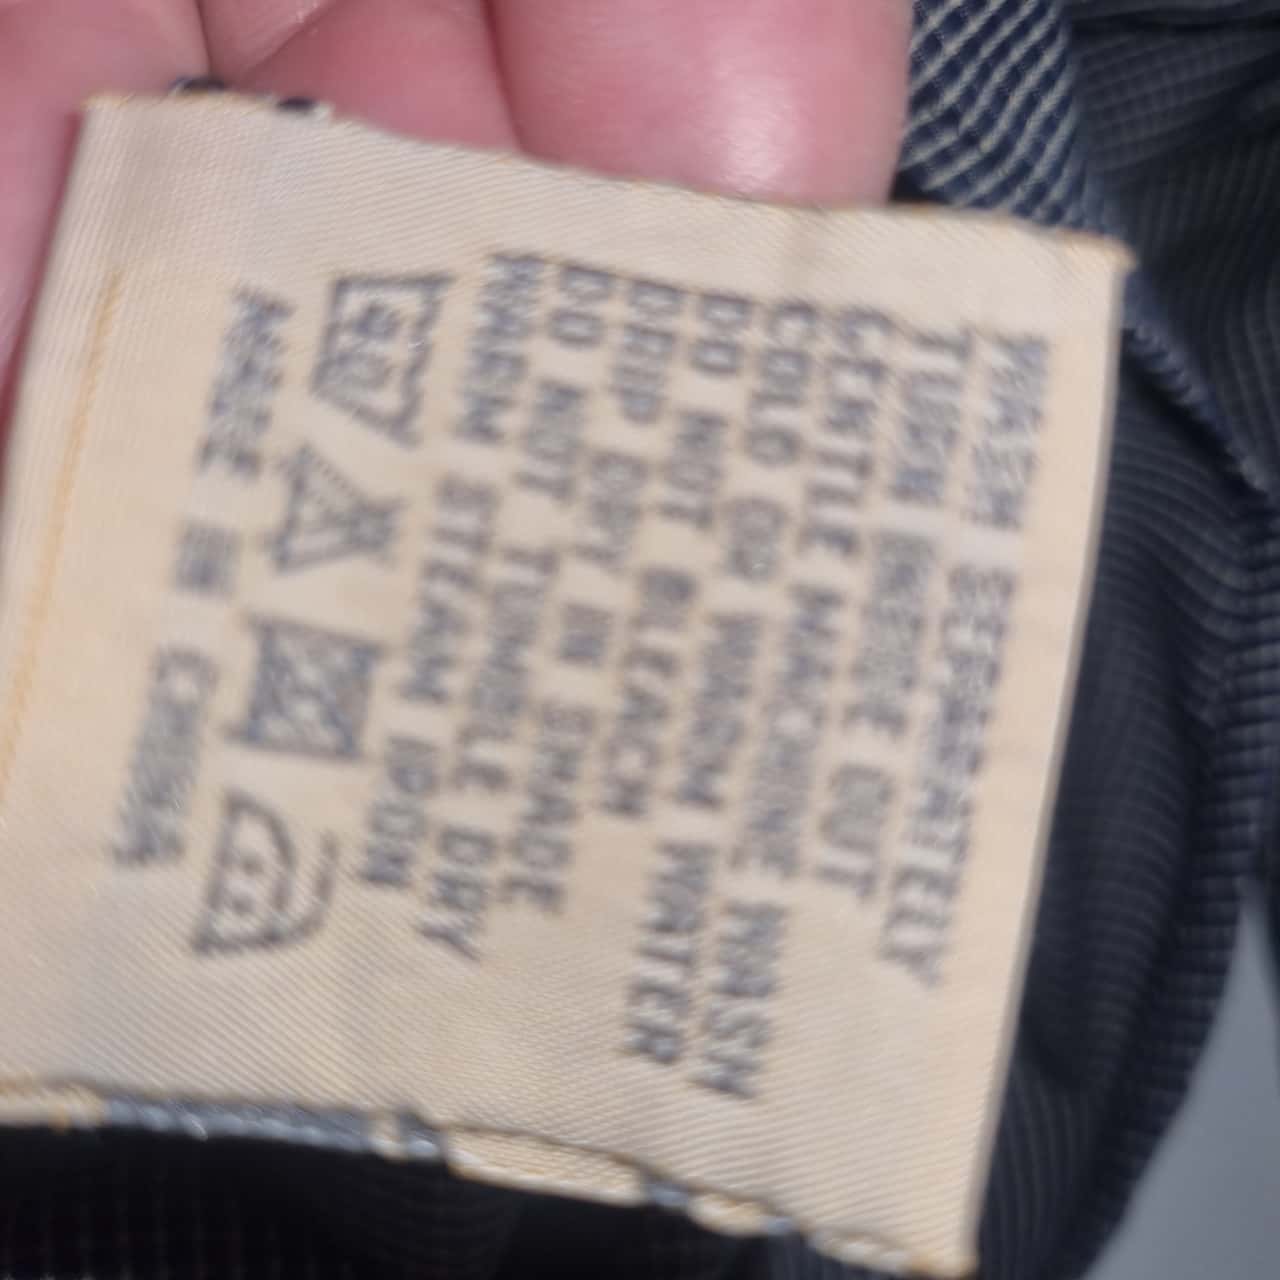 WASH SEPARATELY
TURN INSIDE OUT
GENTLE MACHINE WASH
COLD OR WARM WATER
DO NOT BLEACH
DRIP DRY IN SHADE
DO NOT TUMBLE DRY
WARM STEAM IRON
40
MADE IN CHINA